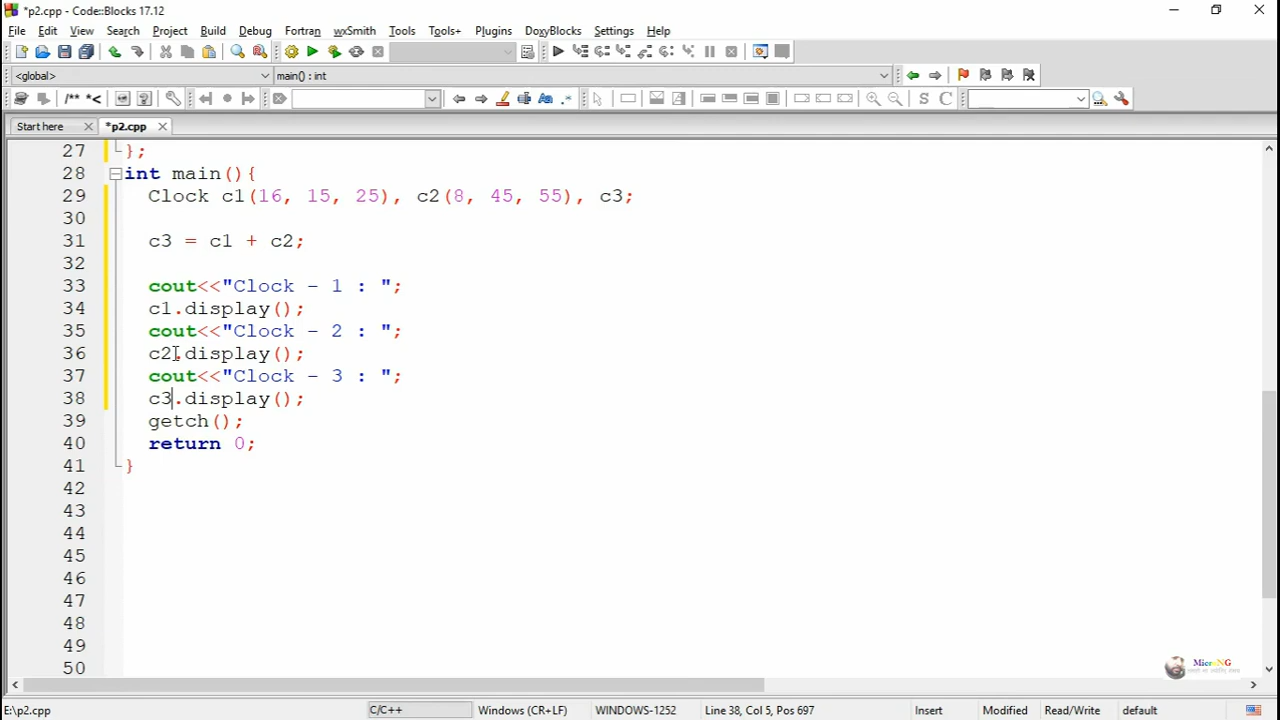 *p2.cpp - Code::Blocks 17.12
File Edit View Search Project Build Debug Fortran wxSmith Tools Tools+ Plugins DoxyBlocks Settings Help
<global> main() : int
/** *<
S C
Start here *p2.cpp
27 };
28 int main(){
29 Clock c1(16, 15, 25), c2(8, 45, 55), c3;
30
31 c3 = c1 + c2;
32
33 cout<<"Clock - 1 : ";
34 c1.display();
35 cout<<"Clock - 2 : ";
36 c2.display();
37 cout<<"Clock - 3 : ";
38 c3.display();
39 getch();
40 return 0;
41 }
42
43
44
45
46
47
48
49
50
MicroNG
E:\p2.cpp C/C++ Windows (CR+LF) WINDOWS-1252 Line 38, Col 5, Pos 697 Insert Modified Read/Write default